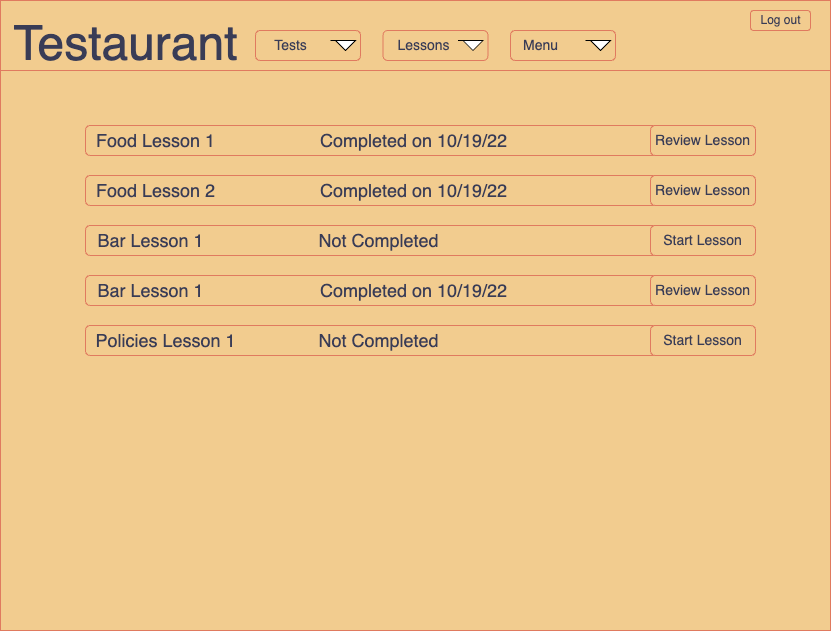 Log out
Testaurant Tests Lessons Menu
Food Lesson 1 Completed on 10/19/22 Review Lesson
Food Lesson 2 Completed on 10/19/22 Review Lesson
Bar Lesson 1 Not Completed Start Lesson
Bar Lesson 1 Completed on 10/19/22 Review Lesson
Policies Lesson 1 Not Completed Start Lesson